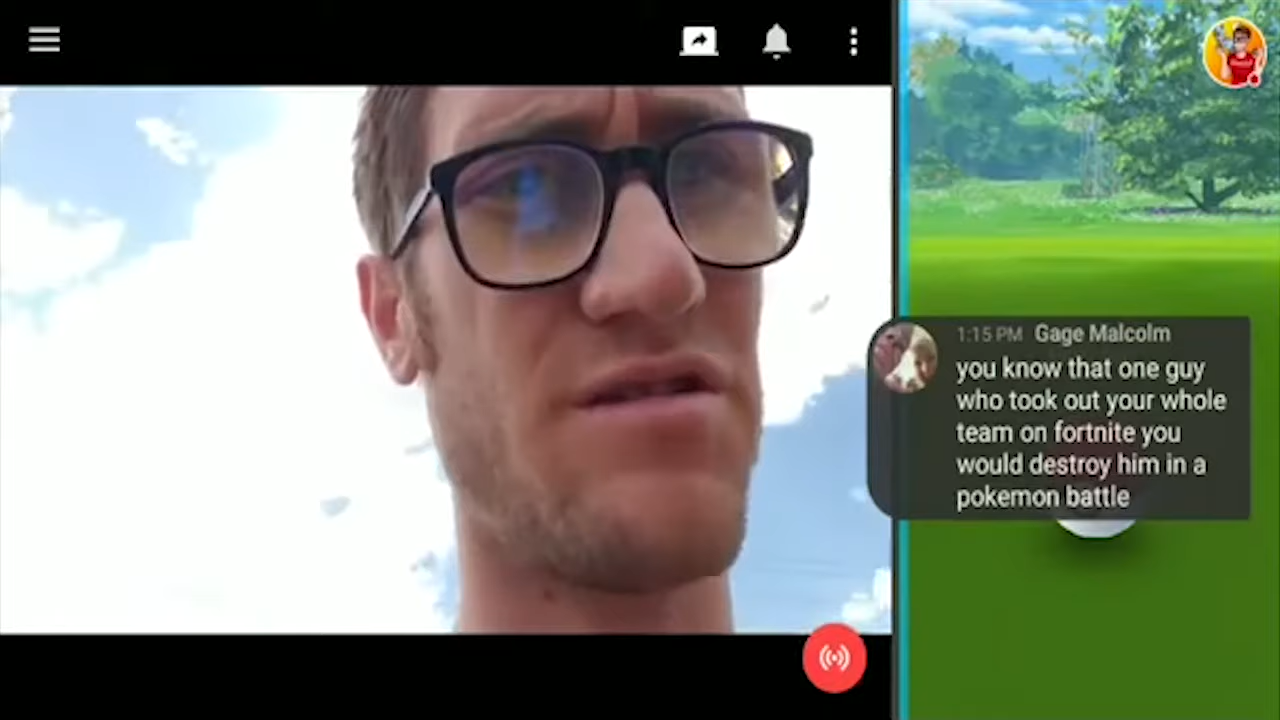 1:15 PM Gage Malcolm
you know that one guy
who took out your whole
team on fortnite you
would destroy him in a
pokemon battle